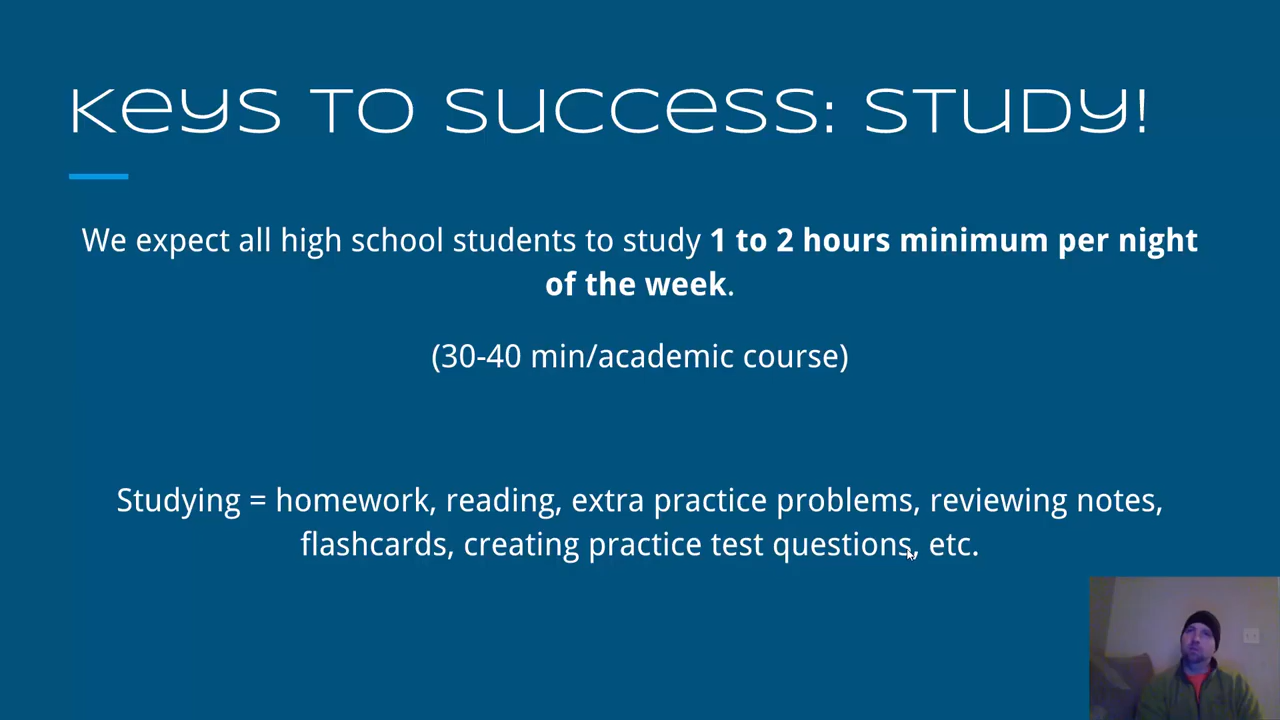 Keys to Success: Study!
We expect all high school students to study 1 to 2 hours minimum per night
of the week.
(30-40 min/academic course)
Studying = homework, reading, extra practice problems, reviewing notes,
flashcards, creating practice test questions, etc.